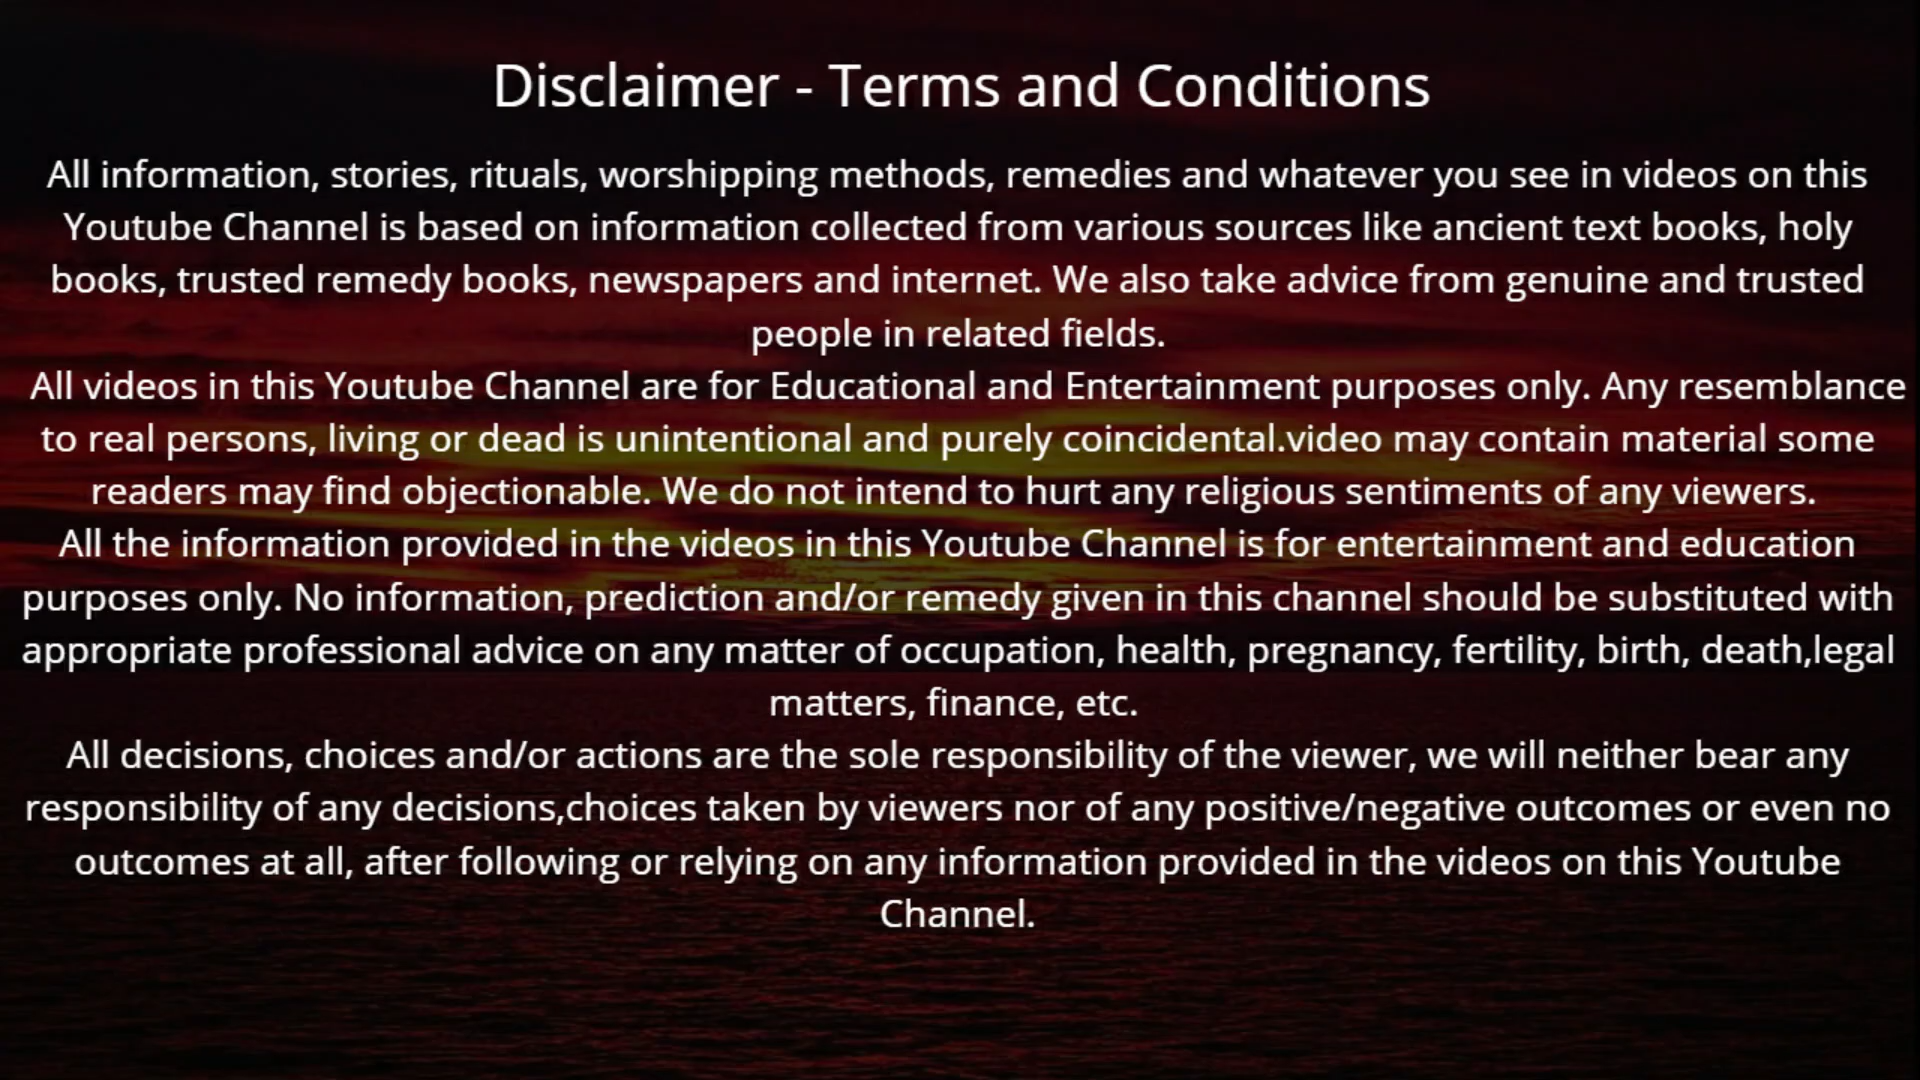 Disclaimer - Terms and Conditions
All information, stories, rituals, worshipping methods, remedies and whatever you see in videos on this
Youtube Channel is based on information collected from various sources like ancient text books, holy
books, trusted remedy books, newspapers and internet. We also take advice from genuine and trusted
people in related fields.
All videos in this Youtube Channel are for Educational and Entertainment purposes only. Any resemblance
to real persons, living or dead is unintentional and purely coincidental.video may contain material some
readers may find objectionable. We do not intend to hurt any religious sentiments of any viewers.
All the information provided in the videos in this Youtube Channel is for entertainment and education
purposes only. No information, prediction and/or remedy given in this channel should be substituted with
appropriate professional advice on any matter of occupation, health, pregnancy, fertility, birth, death,legal
matters, finance, etc.
All decisions, choices and/or actions are the sole responsibility of the viewer, we will neither bear any
responsibility of any decisions,choices taken by viewers nor of any positive/negative outcomes or even no
outcomes at all, after following or relying on any information provided in the videos on this Youtube
Channel.